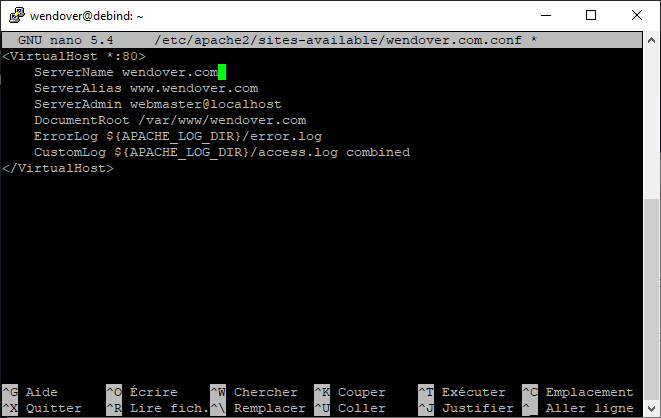 wendover@debind: ~
GNU nano 5.4 /etc/apache2/sites-available/wendover.com.conf *
<VirtualHost *:80>
    ServerName wendover.com
    ServerAlias www.wendover.com
    ServerAdmin webmaster@localhost
    DocumentRoot /var/www/wendover.com
    ErrorLog ${APACHE_LOG_DIR}/error.log
    CustomLog ${APACHE_LOG_DIR}/access.log combined
</VirtualHost>
^G Aide ^O Écrire ^W Chercher ^K Couper ^T Exécuter ^C Emplacement
^X Quitter ^R Lire fich. ^\ Remplacer ^U Coller ^J Justifier ^_ Aller ligne